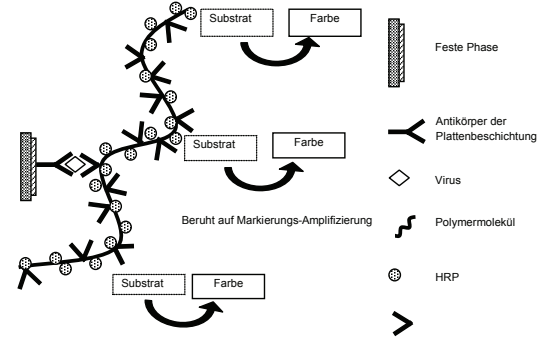 Substrat
Farbe
Feste Phase
Antikörper der
Plattenbeschichtung
Substrat
Farbe
Virus
Beruht auf Markierungs-Amplifizierung
Polymermolekül
Substrat
Farbe
HRP